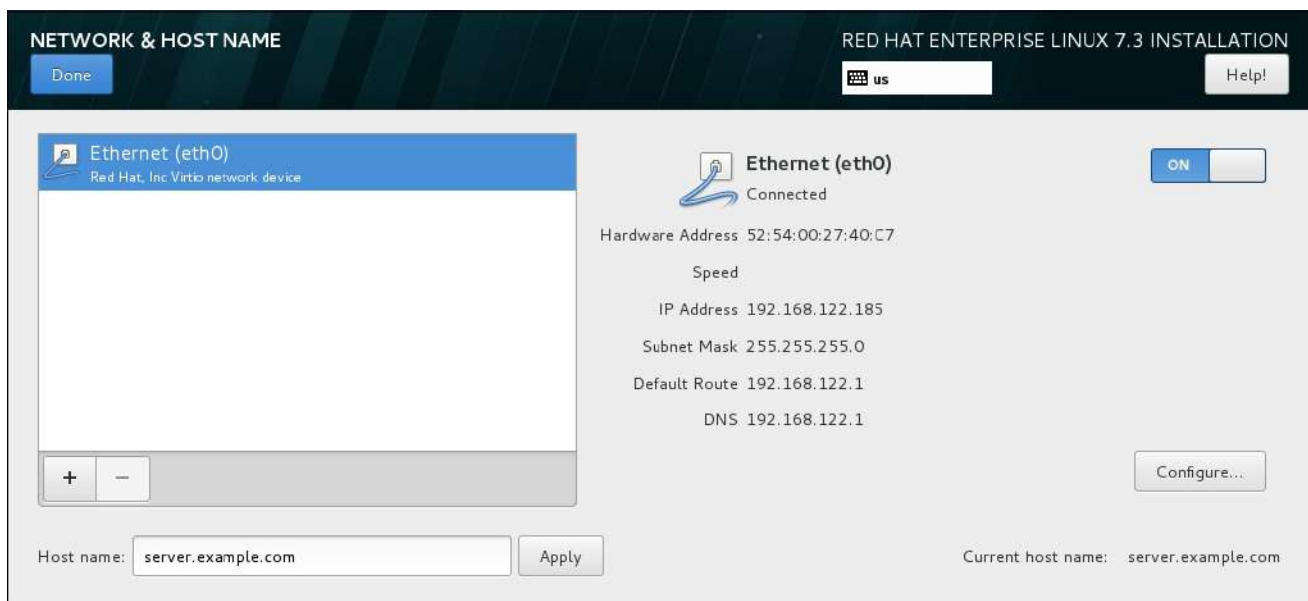 NETWORK & HOST NAME
RED HAT ENTERPRISE LINUX 7.3 INSTALLATION
Done
us
Help!
Ethernet (eth0)
Red Hat, Inc Virtio network device
Ethernet (eth0)
Connected
ON
Hardware Address 52:54:00:27:40:C7
Speed
IP Address 192.168.122.185
Subnet Mask 255.255.255.0
Default Route 192.168.122.1
DNS 192.168.122.1
+ −
Configure...
Host name: server.example.com Apply
Current host name: server.example.com